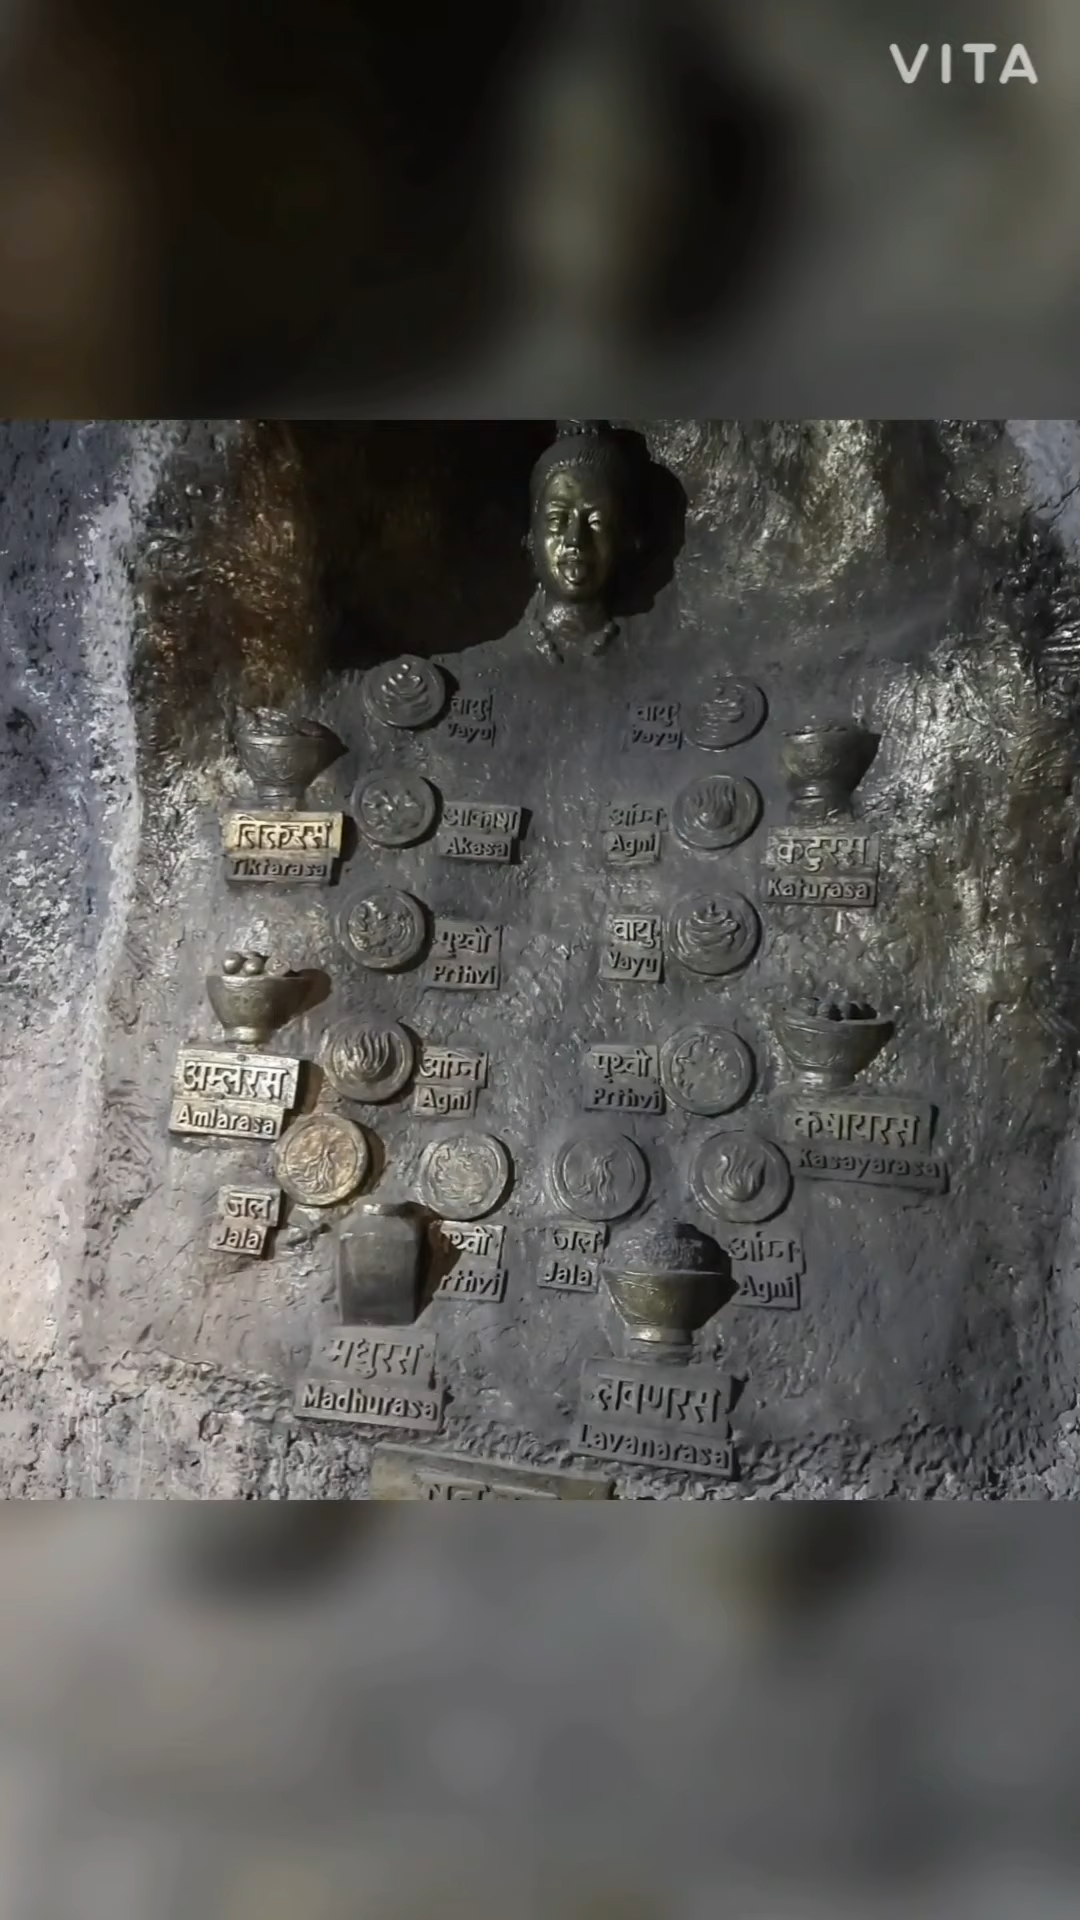 VITA
वायु
Vayu
वायु
Vayu
तिक्तरस
Tiktarasa
आकाश
Akasa
अग्नि
Agni
कटुरस
Katurasa
पृथ्वी
Prthvi
वायु
Vayu
अम्लरस
Amlarasa
अग्नि
Agni
पृथ्वी
Prthvi
कषायरस
Kasayarasa
जल
Jala
जल
Jala
अग्नि
Agni
मधुरस
Madhurasa
लवणरस
Lavanarasa